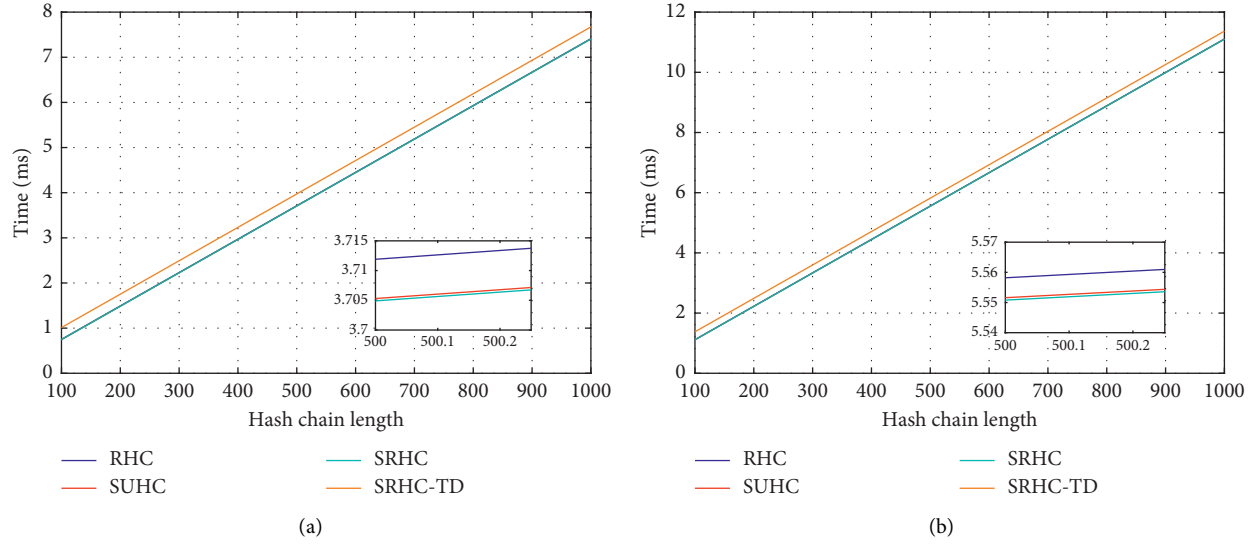 8
7
6
5
4
3
2
1
0
Time (ms)
3.715
3.71
3.705
3.7
500 500.1 500.2
100 200 300 400 500 600 700 800 900 1000
Hash chain length
RHC SRHC
SUHC SRHC-TD
(a)
12
10
8
6
4
2
0
Time (ms)
5.57
5.56
5.55
5.54
500 500.1 500.2
100 200 300 400 500 600 700 800 900 1000
Hash chain length
RHC SRHC
SUHC SRHC-TD
(b)